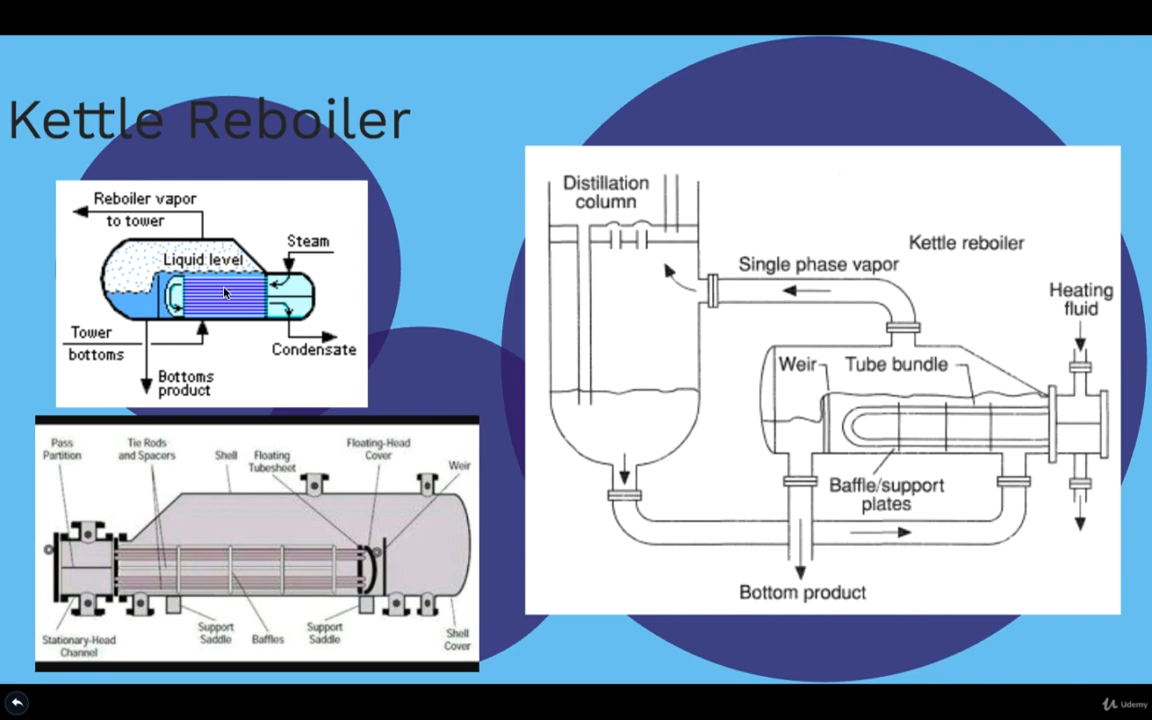 Kettle Reboiler
Reboiler vapor
to tower
Steam
Liquid level
Tower
bottoms
Condensate
Bottoms
product
Pass
Partition
Tie Rods
and Spacers
Shell
Floating
Tubesheet
Floating-Head
Cover
Weir
Stationary-Head
Channel
Support
Saddle
Baffles
Support
Saddle
Shell
Cover
Distillation
column
Kettle reboiler
Single phase vapor
Heating
fluid
Weir
Tube bundle
Baffle/support
plates
Bottom product
Udemy